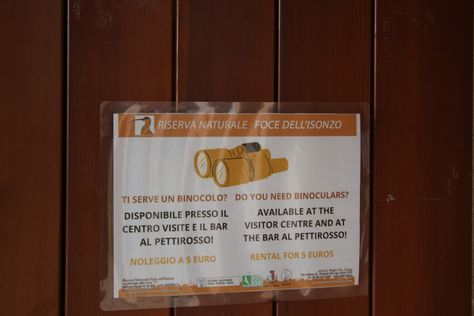 RISERVA NATURALE FOCE DELL'ISONZO
TI SERVE UN BINOCOLO?
DISPONIBILE PRESSO IL
CENTRO VISITE E IL BAR
AL PETTIROSSO!
NOLEGGIO A 5 EURO
DO YOU NEED BINOCULARS?
AVAILABLE AT THE
VISITOR CENTRE AND AT
THE BAR AL PETTIROSSO!
RENTAL FOR 5 EUROS